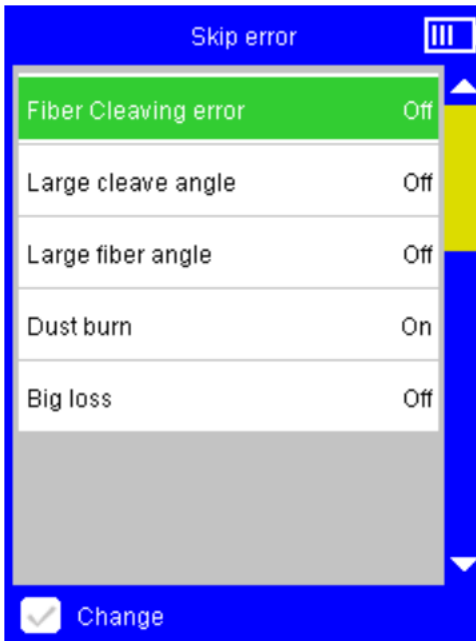 Skip error
Fiber Cleaving error Off
Large cleave angle Off
Large fiber angle Off
Dust burn On
Big loss Off
Change